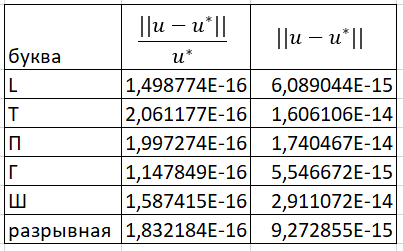 буква ||u − u*|| / u* ||u − u*||
L 1,498774E-16 6,089044E-15
Т 2,061177E-16 1,606106E-14
П 1,997274E-16 1,740467E-14
Г 1,147849E-16 5,546672E-15
Ш 1,587415E-16 2,911072E-14
разрывная 1,832184E-16 9,272855E-15